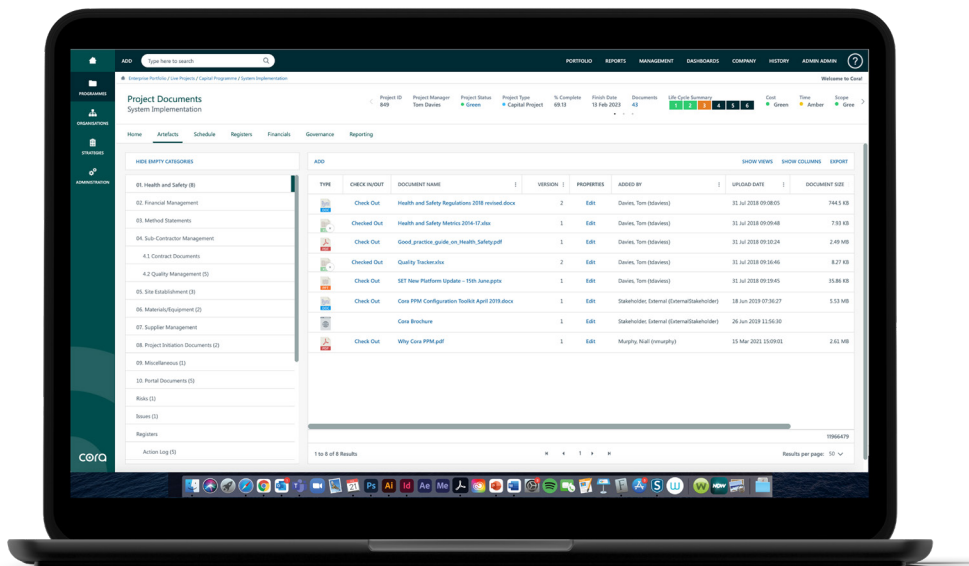 ADD Type here to search PORTFOLIO REPORTS MANAGEMENT DASHBOARDS COMPANY HISTORY ADMIN ADMIN ?
PROGRAMMES
ORGANISATIONS
STRATEGIES
ADMINISTRATION
cora
Enterprise Portfolio / Live Projects / Capital Programme / System Implementation Welcome to Cora!
Project Documents
System Implementation
Project ID Project Manager Project Status Project Type % Complete Finish Date Documents Life Cycle Summary Cost Time Scope
849 Tom Davies Green Capital Project 69.13 13 Feb 2023 43 1 2 3 4 5 6 Green Amber Gree
Home Artefacts Schedule Registers Financials Governance Reporting
HIDE EMPTY CATEGORIES
01. Health and Safety (8)
02. Financial Management
03. Method Statements
04. Sub-Contractor Management
4.1 Contract Documents
4.2 Quality Management (5)
05. Site Establishment (3)
06. Materials/Equipment (2)
07. Supplier Management
08. Project Initiation Documents (2)
09. Miscellaneous (1)
10. Portal Documents (5)
Risks (1)
Issues (1)
Registers
Action Log (5)
ADD SHOW VIEWS SHOW COLUMNS EXPORT
TYPE CHECK IN/OUT DOCUMENT NAME VERSION PROPERTIES ADDED BY UPLOAD DATE DOCUMENT SIZE
Check Out Health and Safety Regulations 2018 revised.docx 2 Edit Davies, Tom (tdaviess) 31 Jul 2018 09:08:05 744.5 KB
Checked Out Health and Safety Metrics 2014-17.xlsx 1 Edit Davies, Tom (tdaviess) 31 Jul 2018 09:09:48 7.93 KB
Check Out Good_practice_guide_on_Health_Safety.pdf 1 Edit Davies, Tom (tdaviess) 31 Jul 2018 09:10:24 2.49 MB
Checked Out Quality Tracker.xlsx 2 Edit Davies, Tom (tdaviess) 31 Jul 2018 09:16:46 8.27 KB
Check Out SET New Platform Update – 15th June.pptx 1 Edit Davies, Tom (tdaviess) 31 Jul 2018 09:19:45 35.86 KB
Check Out Cora PPM Configuration Toolkit April 2019.docx 1 Edit Stakeholder, External (ExternalStakeholder) 18 Jun 2019 07:36:27 5.53 MB
Cora Brochure 1 Edit Stakeholder, External (ExternalStakeholder) 26 Jun 2019 11:56:30
Check Out Why Cora PPM.pdf 1 Edit Murphy, Niall (nmurphy) 15 Mar 2021 15:09:01 2.61 MB
11966479
1 to 8 of 8 Results 1 Results per page: 50
21 Ps Ai Id Ae Me S W NOW